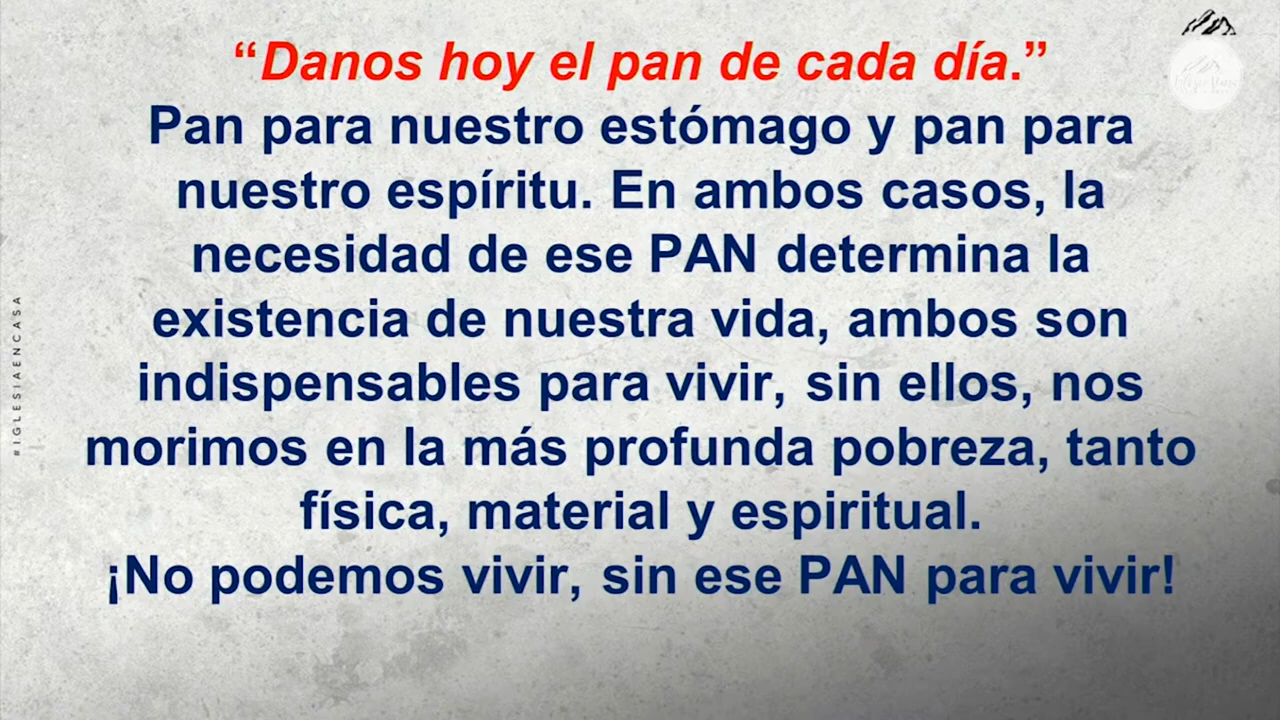 “Danos hoy el pan de cada día.”
Pan para nuestro estómago y pan para
nuestro espíritu. En ambos casos, la
necesidad de ese PAN determina la
existencia de nuestra vida, ambos son
indispensables para vivir, sin ellos, nos
morimos en la más profunda pobreza, tanto
física, material y espiritual.
¡No podemos vivir, sin ese PAN para vivir!
#IGLESIAENCASA